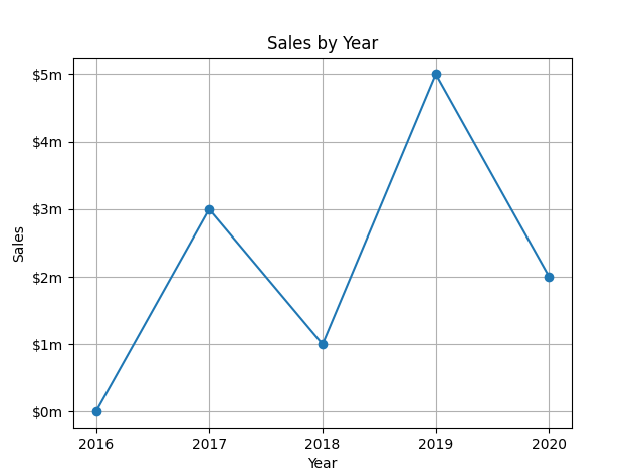 Sales by Year
$5m
$4m
$3m
$2m
$1m
$0m
Sales
2016 2017 2018 2019 2020
Year